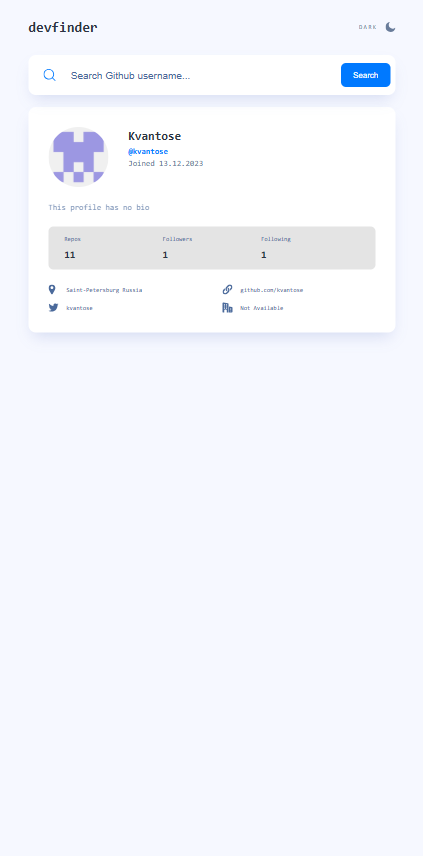 devfinder
DARK
Search Github username...
Search
Kvantose
@kvantose
Joined 13.12.2023
This profile has no bio
Repos Followers Following
11 1 1
Saint-Petersburg Russia
github.com/kvantose
kvantose
Not Available